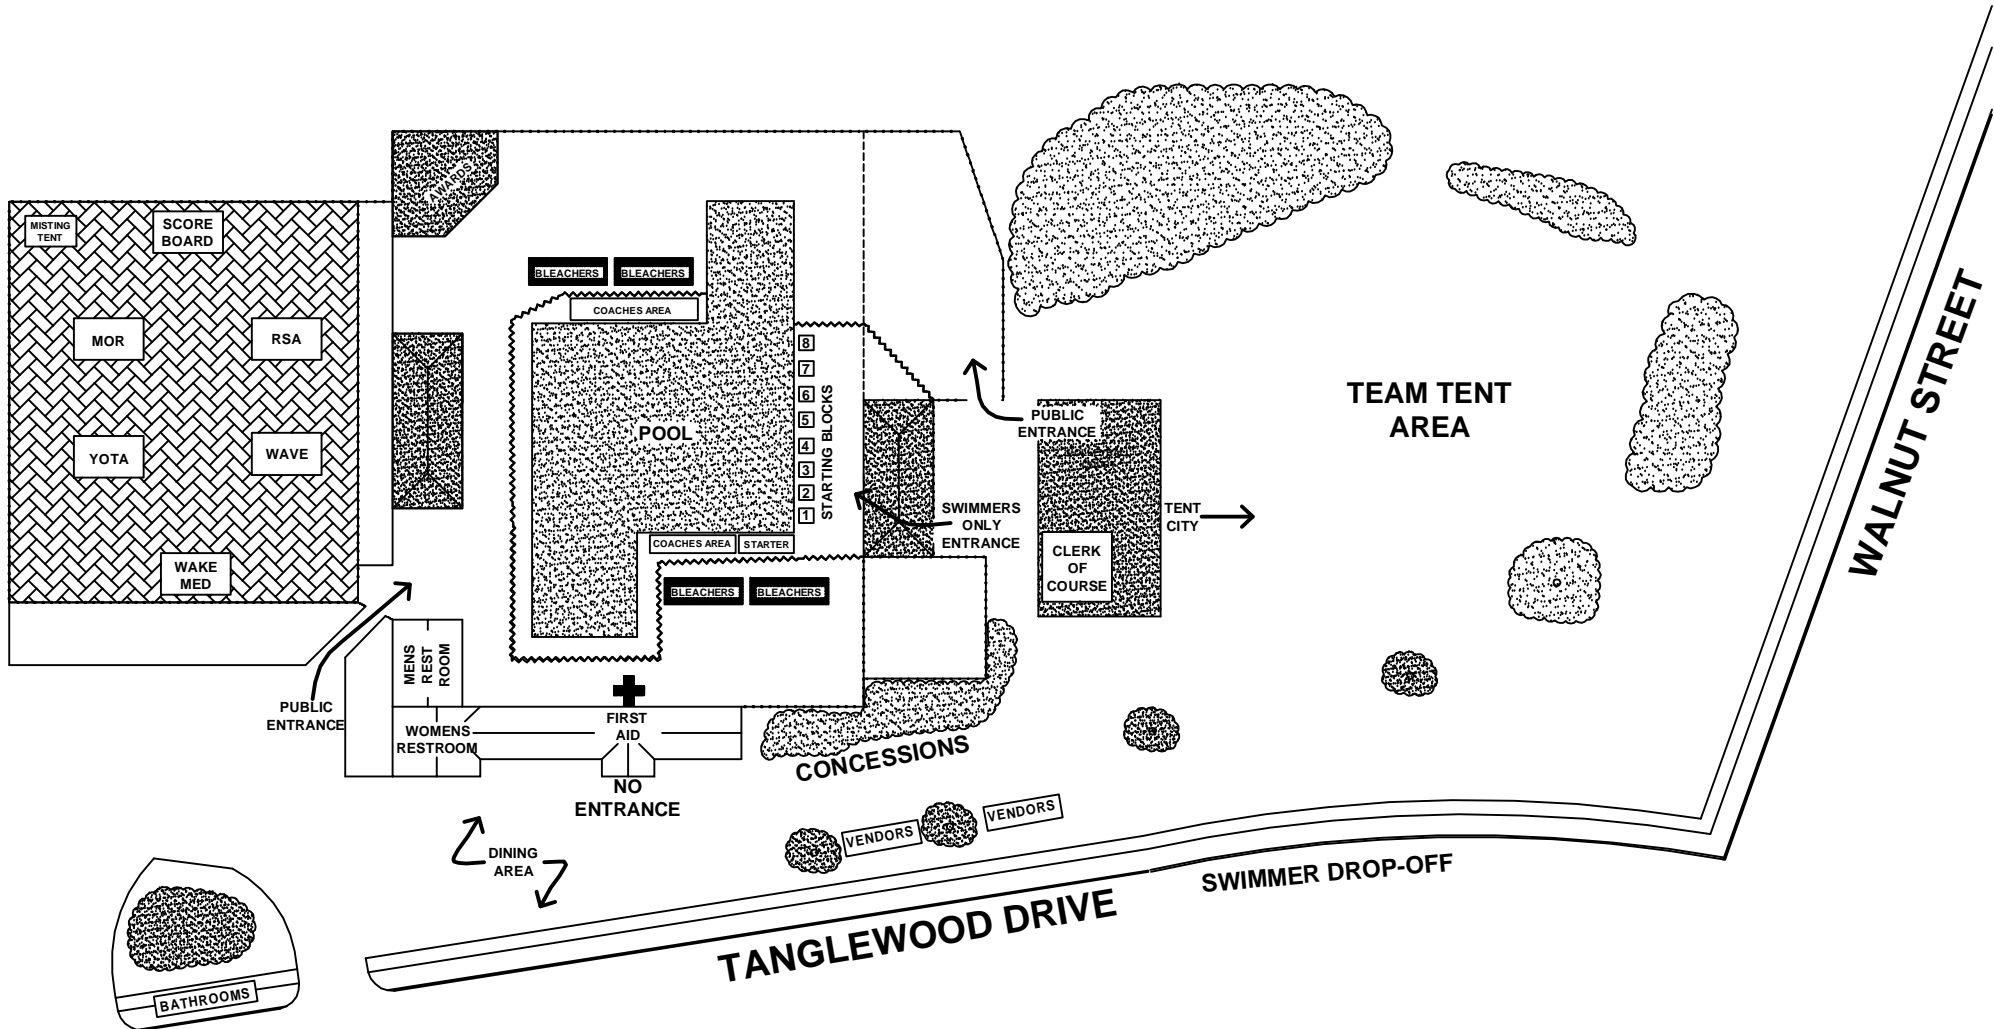 AWARDS
MISTING
TENT
SCORE
BOARD
MOR
RSA
YOTA
WAVE
WAKE
MED
BLEACHERS
BLEACHERS
COACHES AREA
POOL
8
7
6
5
4
3
2
1
STARTING BLOCKS
COACHES AREA
STARTER
BLEACHERS
BLEACHERS
PUBLIC
ENTRANCE
SWIMMERS
ONLY
ENTRANCE
CLERK
OF
COURSE
TENT
CITY
TEAM TENT
AREA
WALNUT STREET
MENS
REST
ROOM
PUBLIC
ENTRANCE
WOMENS
RESTROOM
FIRST
AID
NO
ENTRANCE
CONCESSIONS
VENDORS
VENDORS
DINING
AREA
SWIMMER DROP-OFF
TANGLEWOOD DRIVE
BATHROOMS